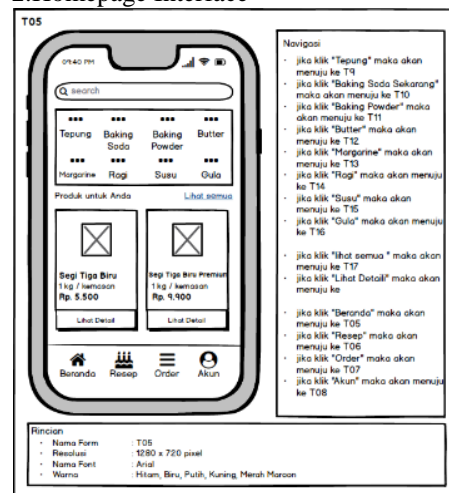 2.Homepage Interface
T05
09:40 PM
search
Tepung Baking Soda Baking Powder Butter
Margarine Ragi Susu Gula
Produk untuk Anda Lihat semua
Segi Tiga Biru
1 kg / kemasan
Rp. 5.500
Lihat Detail
Segi Tiga Biru Premium
1 kg / kemasan
Rp. 9.900
Lihat Detail
Beranda Resep Order Akun
Navigasi
· jika klik "Tepung" maka akan
menuju ke T9
· jika klik "Baking Soda Sekarang"
maka akan menuju ke T10
· jika klik "Baking Powder" maka
akan menuju ke T11
· jika klik "Butter" maka akan
menuju ke T12
· jika klik "Margarine" maka akan
menuju ke T13
· jika klik "Ragi" maka akan menuju
ke T14
· jika klik "Susu" maka akan
menuju ke T15
· jika klik "Gula" maka akan menuju
ke T16
· jika klik "lihat semua " maka akan
menuju ke T17
· jika klik "Lihat Detail" maka akan
menuju ke
· jika klik "Beranda" maka akan
menuju ke T05
· jika klik "Resep" maka akan
menuju ke T06
· jika klik "Order" maka akan
menuju ke T07
· jika klik "Akun" maka akan menuju
ke T08
Rincian
· Nama Form : T05
· Resolusi : 1280 x 720 pixel
· Nama Font : Arial
· Warna : Hitam, Biru, Putih, Kuning, Merah Maroon